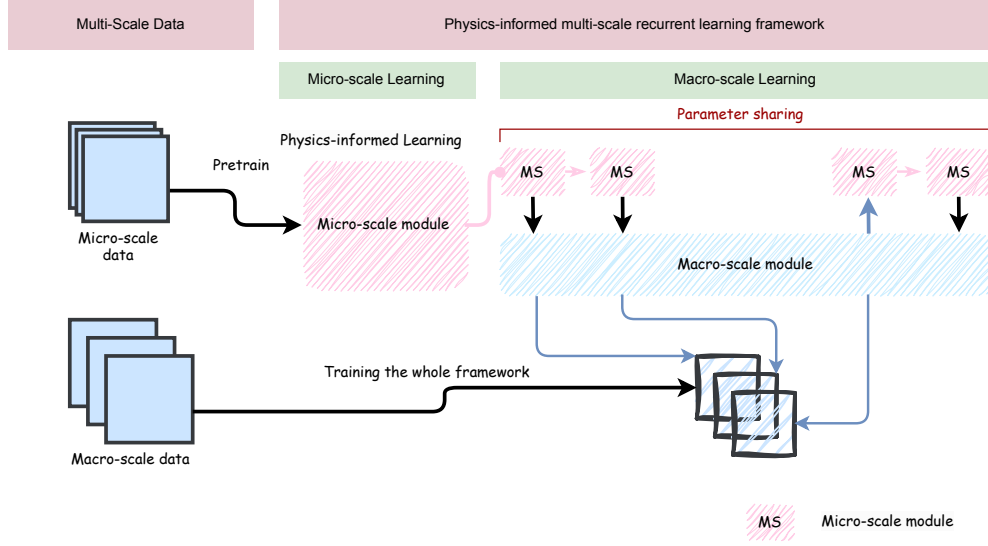 Multi-Scale Data
Physics-informed multi-scale recurrent learning framework
Micro-scale Learning
Macro-scale Learning
Parameter sharing
Physics-informed Learning
Pretrain
MS
MS
MS
MS
Micro-scale module
Micro-scale
data
Macro-scale module
Training the whole framework
Macro-scale data
MS
Micro-scale module